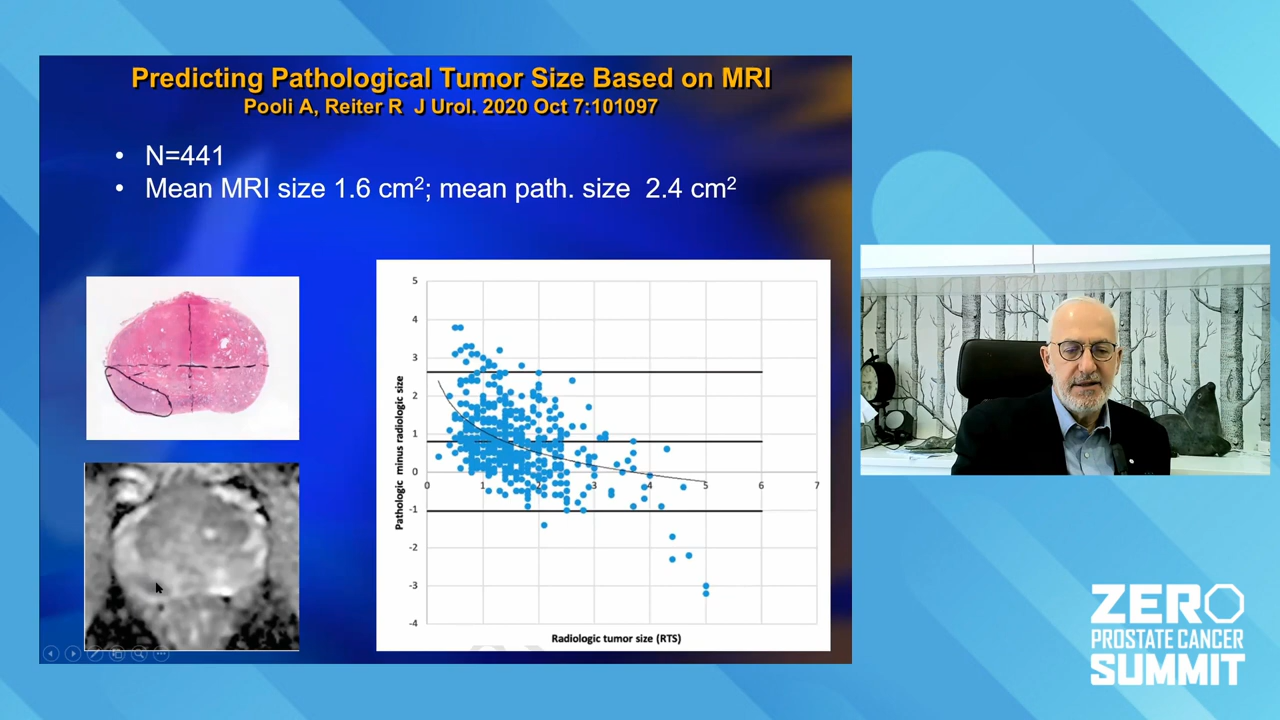 Predicting Pathological Tumor Size Based on MRI
Pooli A, Reiter R J Urol. 2020 Oct 7:101097
• N=441
• Mean MRI size 1.6 cm²; mean path. size 2.4 cm²
Pathologic minus radiologic size
5
4
3
2
1
0
-1
-2
-3
-4
0 1 2 3 4 5 6 7
Radiologic tumor size (RTS)
ZERO
PROSTATE CANCER
SUMMIT